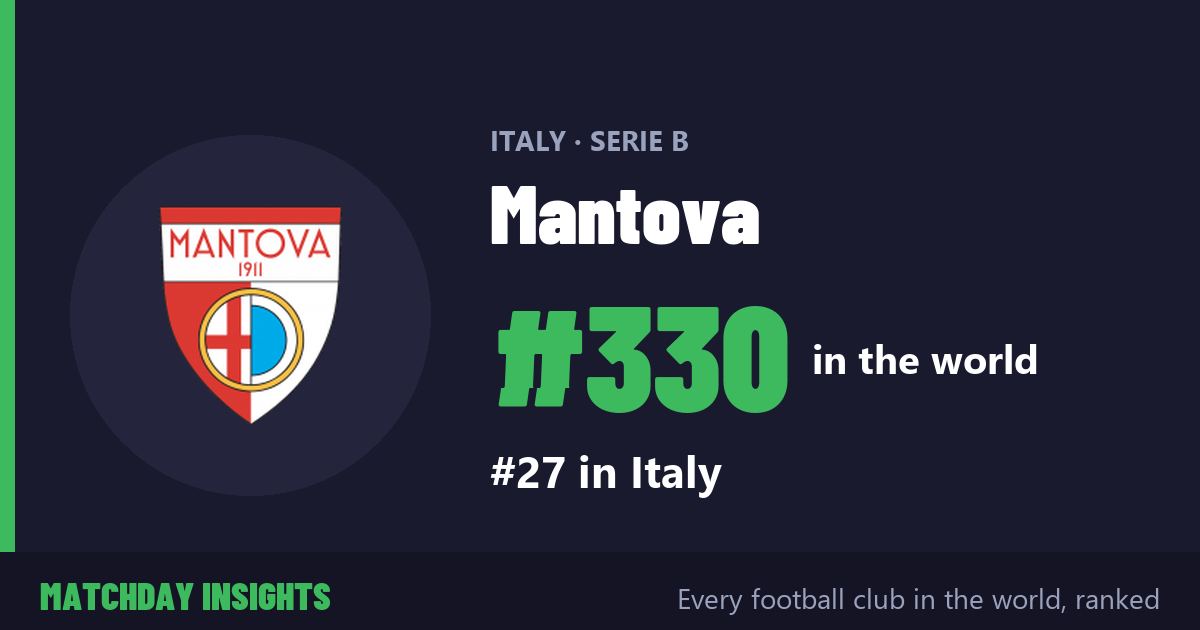 MANTOVA
1911
ITALY · SERIE B
Mantova
#330 in the world
#27 in Italy
MATCHDAY INSIGHTS
Every football club in the world, ranked